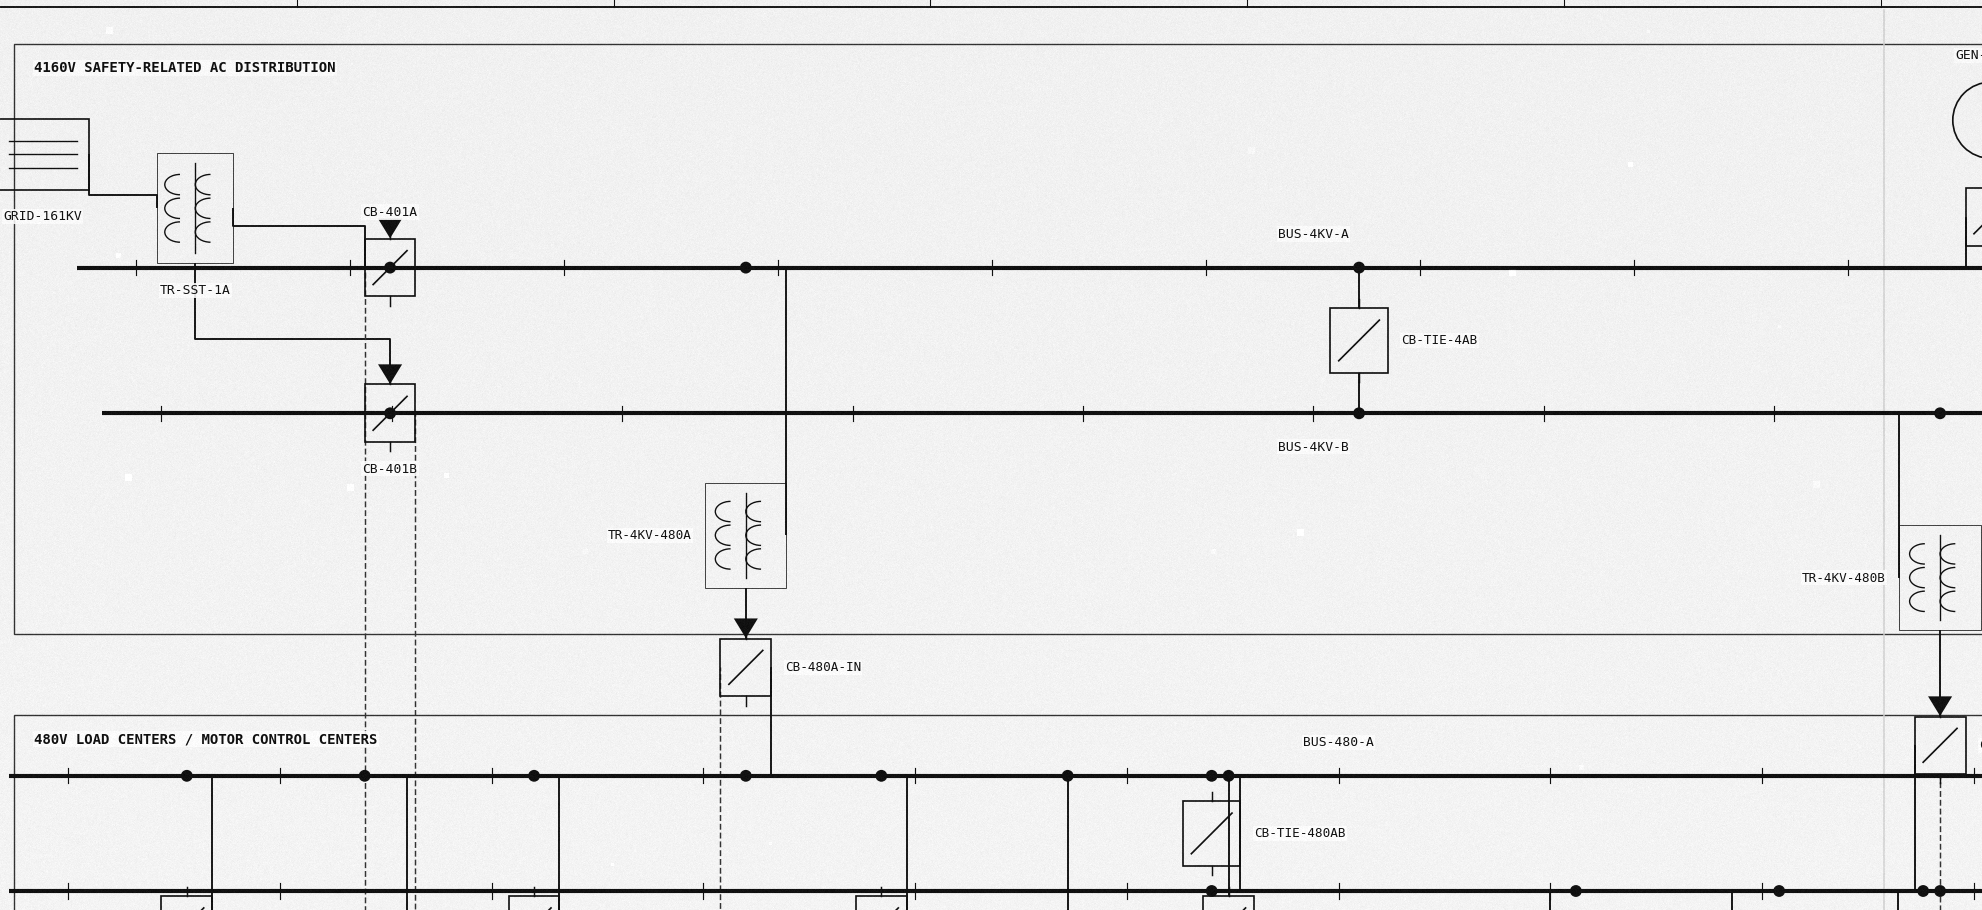 GEN-
4160V SAFETY-RELATED AC DISTRIBUTION
GRID-161KV
CB-401A
BUS-4KV-A
TR-SST-1A
CB-TIE-4AB
BUS-4KV-B
CB-401B
TR-4KV-480A
TR-4KV-480B
CB-480A-IN
480V LOAD CENTERS / MOTOR CONTROL CENTERS
BUS-480-A
CB-TIE-480AB